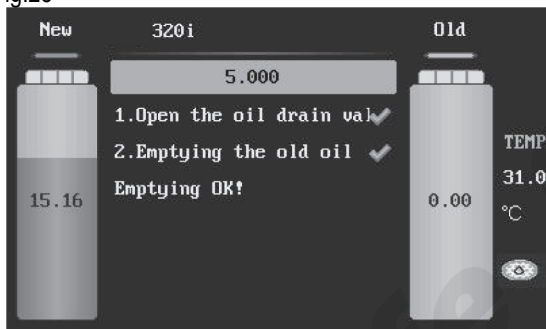 New 320i Old
5.000
1.Open the oil drain val
2.Emptying the old oil
Emptying OK!
15.16
0.00
TEMP
31.0
°C